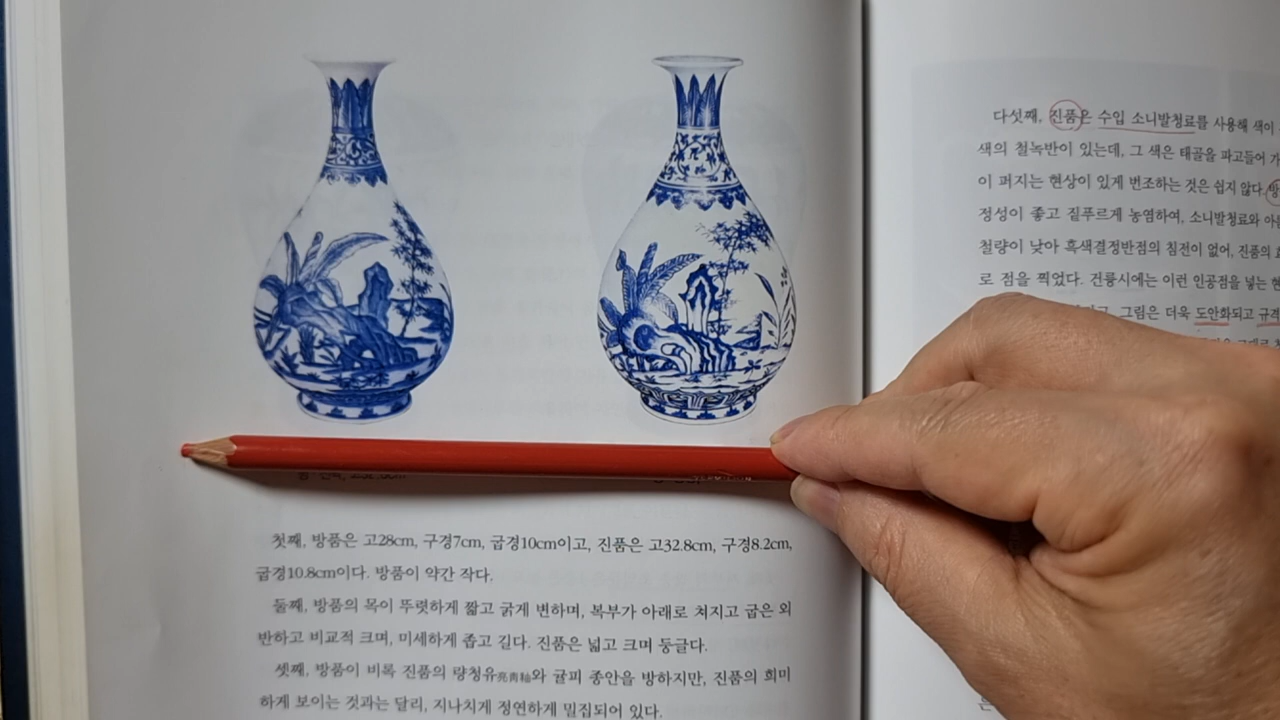 첫째, 방품은 고28cm, 구경7cm, 굽경10cm이고, 진품은 고32.8cm, 구경8.2cm,
굽경10.8cm이다. 방품이 약간 작다.
둘째, 방품의 목이 뚜렷하게 짧고 굵게 변하며, 복부가 아래로 쳐지고 굽은 외
반하고 비교적 크며, 미세하게 좁고 길다. 진품은 넓고 크며 둥글다.
셋째, 방품이 비록 진품의 량청유亮靑釉와 귤피 종안을 방하지만, 진품의 희미
하게 보이는 것과는 달리, 지나치게 정연하게 밀집되어 있다.
다섯째, 진품은 수입 소니발청료를 사용해 색이
색의 철녹반이 있는데, 그 색은 태골을 파고들어 가
이 퍼지는 현상이 있게 번조하는 것은 쉽지 않다. 방
정성이 좋고 질푸르게 농염하여, 소니발청료와 아
철량이 낮아 흑색결정반점의 침전이 없어, 진품의
로 점을 찍었다. 건륭시에는 이런 인공점을 넣는
그림은 더욱 도안화되고 규격